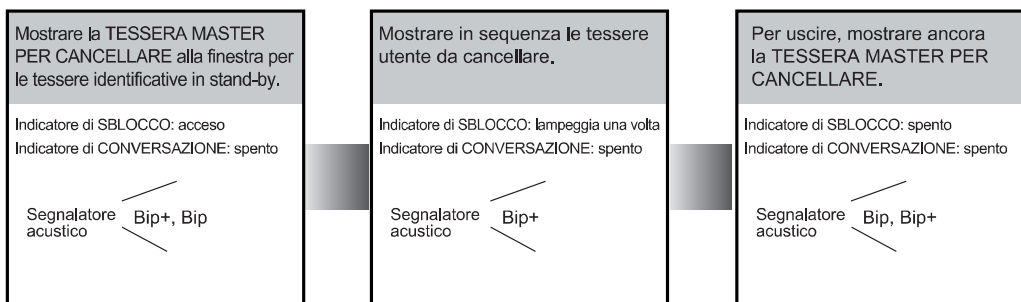 Mostrare la TESSERA MASTER
PER CANCELLARE alla finestra per
le tessere identificative in stand-by.
Indicatore di SBLOCCO: acceso
Indicatore di CONVERSAZIONE: spento
Segnalatore
acustico
Bip+, Bip
Mostrare in sequenza le tessere
utente da cancellare.
Indicatore di SBLOCCO: lampeggia una volta
Indicatore di CONVERSAZIONE: spento
Segnalatore
acustico
Bip+
Per uscire, mostrare ancora
la TESSERA MASTER PER
CANCELLARE.
Indicatore di SBLOCCO: spento
Indicatore di CONVERSAZIONE: spento
Segnalatore
acustico
Bip, Bip+